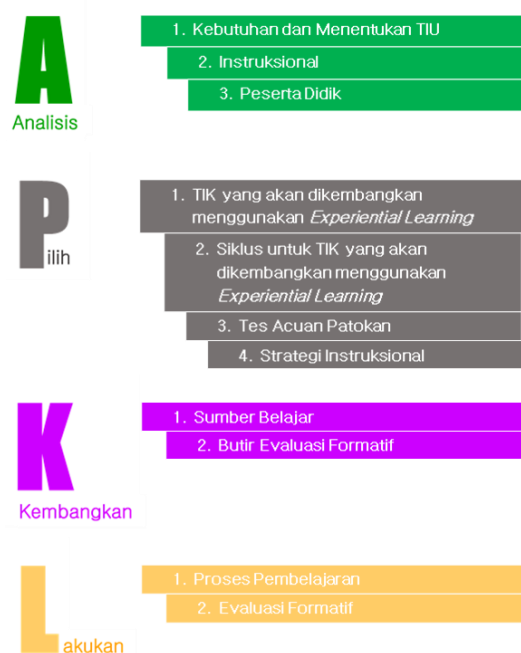 A
Analisis
1. Kebutuhan dan Menentukan TIU
2. Instruksional
3. Peserta Didik
P
ilih
1. TIK yang akan dikembangkan
menggunakan Experiential Learning
2. Siklus untuk TIK yang akan
dikembangkan menggunakan
Experiential Learning
3. Tes Acuan Patokan
4. Strategi Instruksional
K
Kembangkan
1. Sumber Belajar
2. Butir Evaluasi Formatif
L
akukan
1. Proses Pembelajaran
2. Evaluasi Formatif